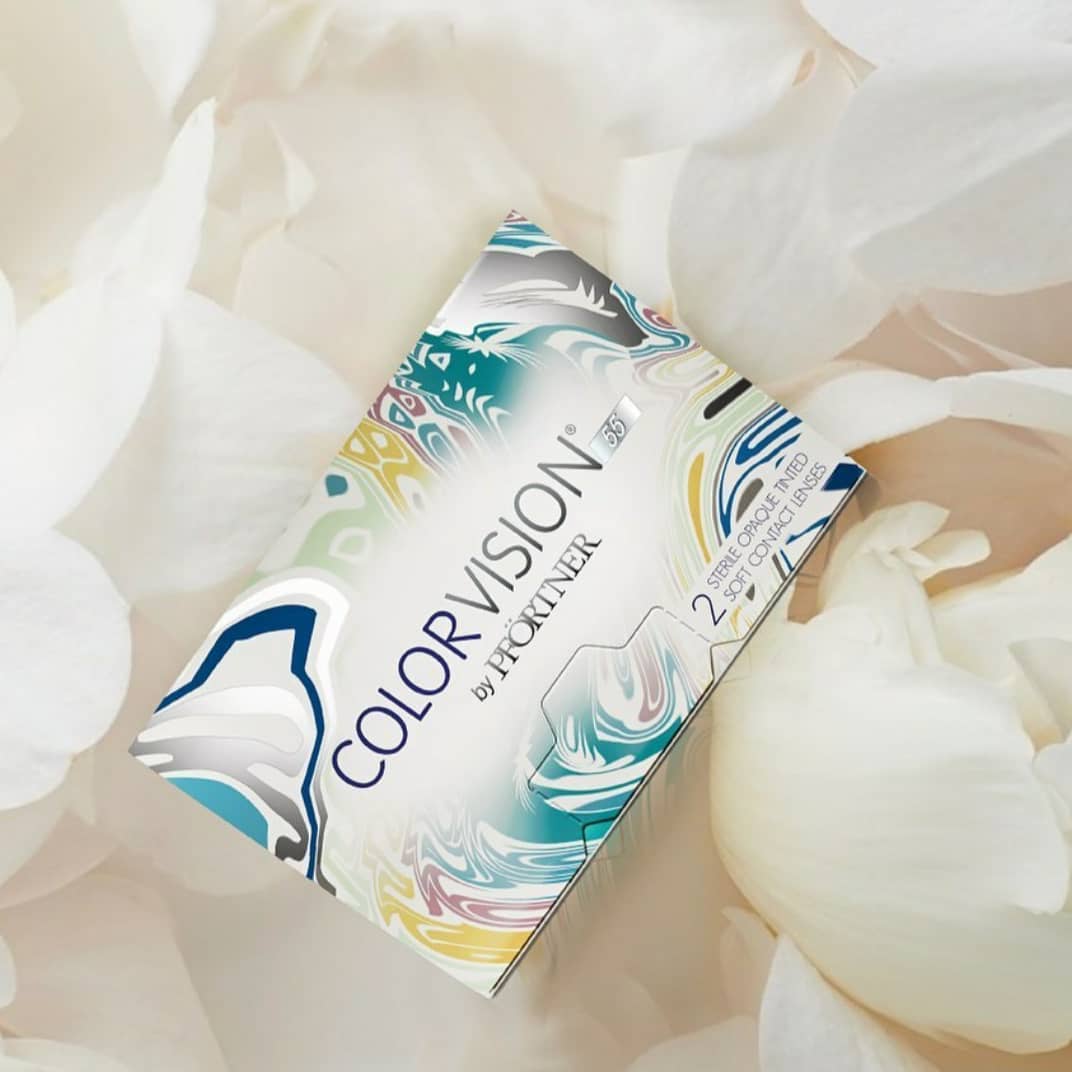 COLORVISION® 55
by PFÖRTNER
2 STERILE OPAQUE TINTED
SOFT CONTACT LENSES